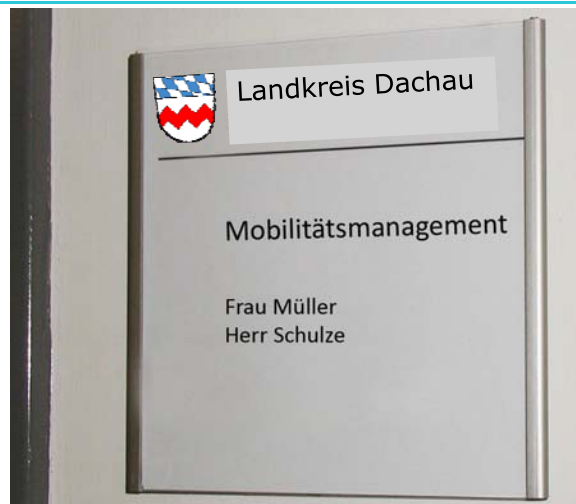 Landkreis Dachau
Mobilitätsmanagement
Frau Müller
Herr Schulze